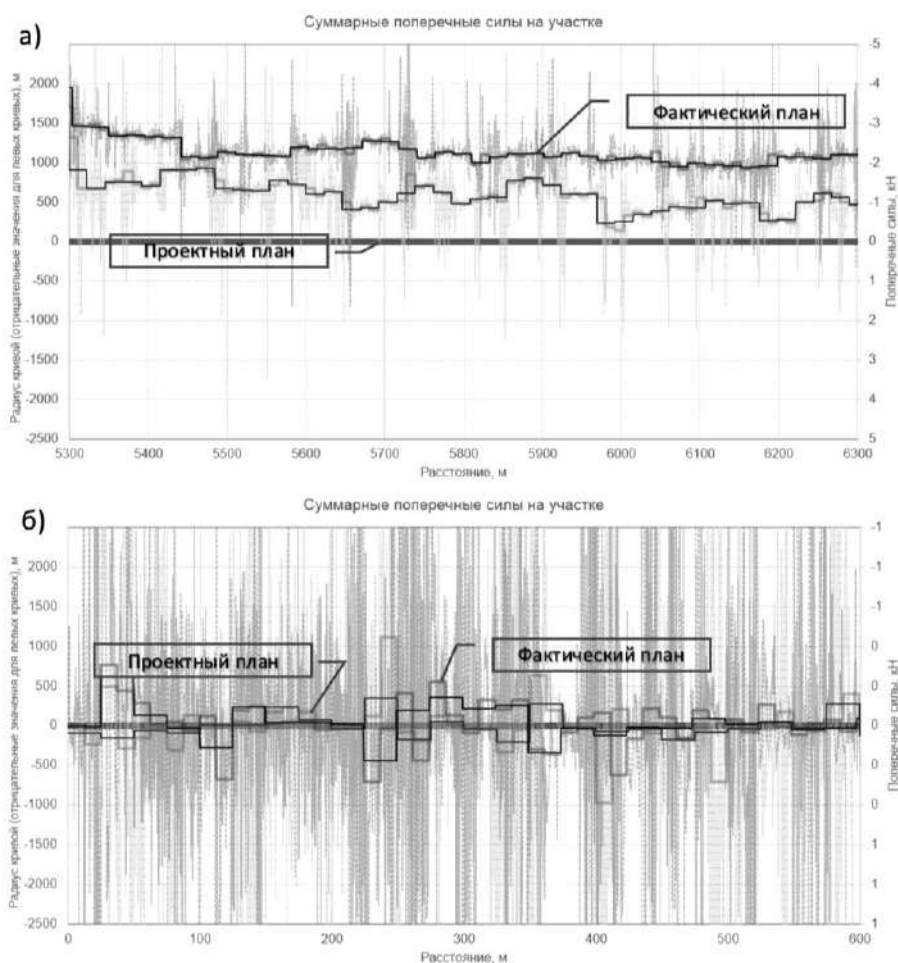 а)
Суммарные поперечные силы на участке
Радиус кривой (отрицательные значения для левых кривых), м
2000
1500
1000
500
0
-500
-1000
-1500
-2000
-2500
-5
-4
-3
-2
-1
0
1
2
3
4
5
Поперечные силы, кН
Фактический план
Проектный план
5300 5400 5500 5600 5700 5800 5900 6000 6100 6200 6300
Расстояние, м
б)
Суммарные поперечные силы на участке
Радиус кривой (отрицательные значения для левых кривых), м
2000
1500
1000
500
0
-500
-1000
-1500
-2000
-2500
-1
-1
-1
0
0
0
0
0
1
1
1
Поперечные силы, кН
Проектный план
Фактический план
0 100 200 300 400 500 600
Расстояние, м